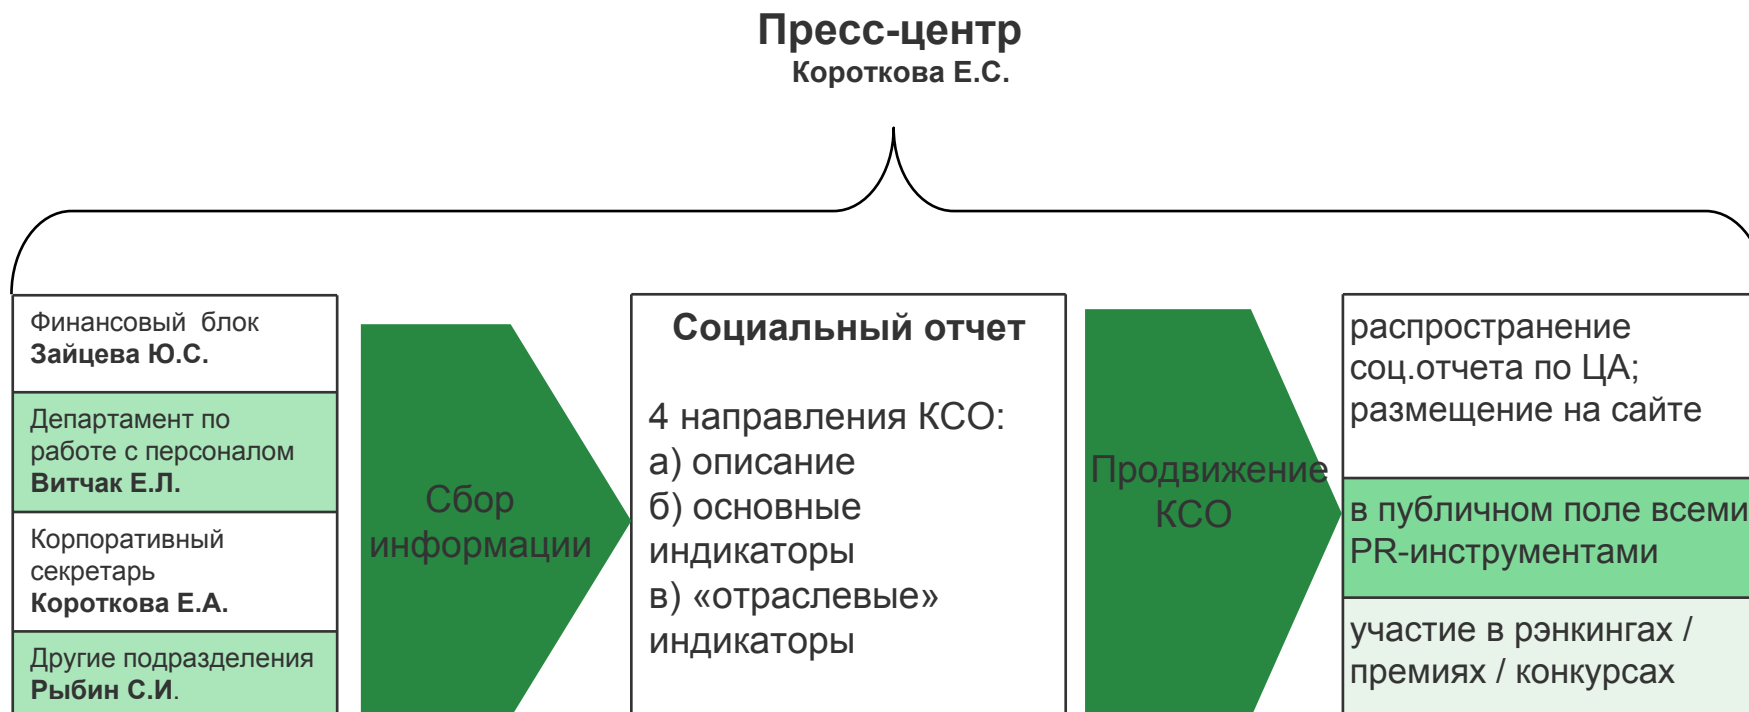 Пресс-центр
Короткова Е.С.
Финансовый блок
Зайцева Ю.С.
Департамент по
работе с персоналом
Витчак Е.Л.
Корпоративный
секретарь
Короткова Е.А.
Другие подразделения
Рыбин С.И.
Сбор
информации
Социальный отчет
4 направления КСО:
а) описание
б) основные
индикаторы
в) «отраслевые»
индикаторы
Продвижение
КСО
распространение
соц.отчета по ЦА;
размещение на сайте
в публичном поле всеми
PR-инструментами
участие в рэнкингах /
премиях / конкурсах